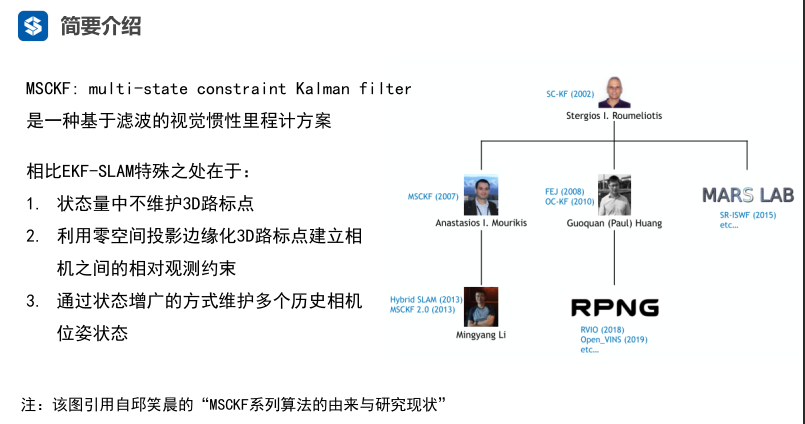 简要介绍
MSCKF: multi-state constraint Kalman filter
是一种基于滤波的视觉惯性里程计方案
相比EKF-SLAM特殊之处在于:
1. 状态量中不维护3D路标点
2. 利用零空间投影边缘化3D路标点建立相
机之间的相对观测约束
3. 通过状态增广的方式维护多个历史相机
位姿状态
SC-KF (2002)
Stergios I. Roumeliotis
MSCKF (2007)
Anastasios I. Mourikis
FEJ (2008)
OC-KF (2010)
Guoquan (Paul) Huang
MARS LAB
SR-ISWF (2015)
etc…
Hybrid SLAM (2013)
MSCKF 2.0 (2013)
Mingyang Li
RPNG
RVIO (2018)
Open_VINS (2019)
etc…
注: 该图引用自邱笑晨的“MSCKF系列算法的由来与研究现状”